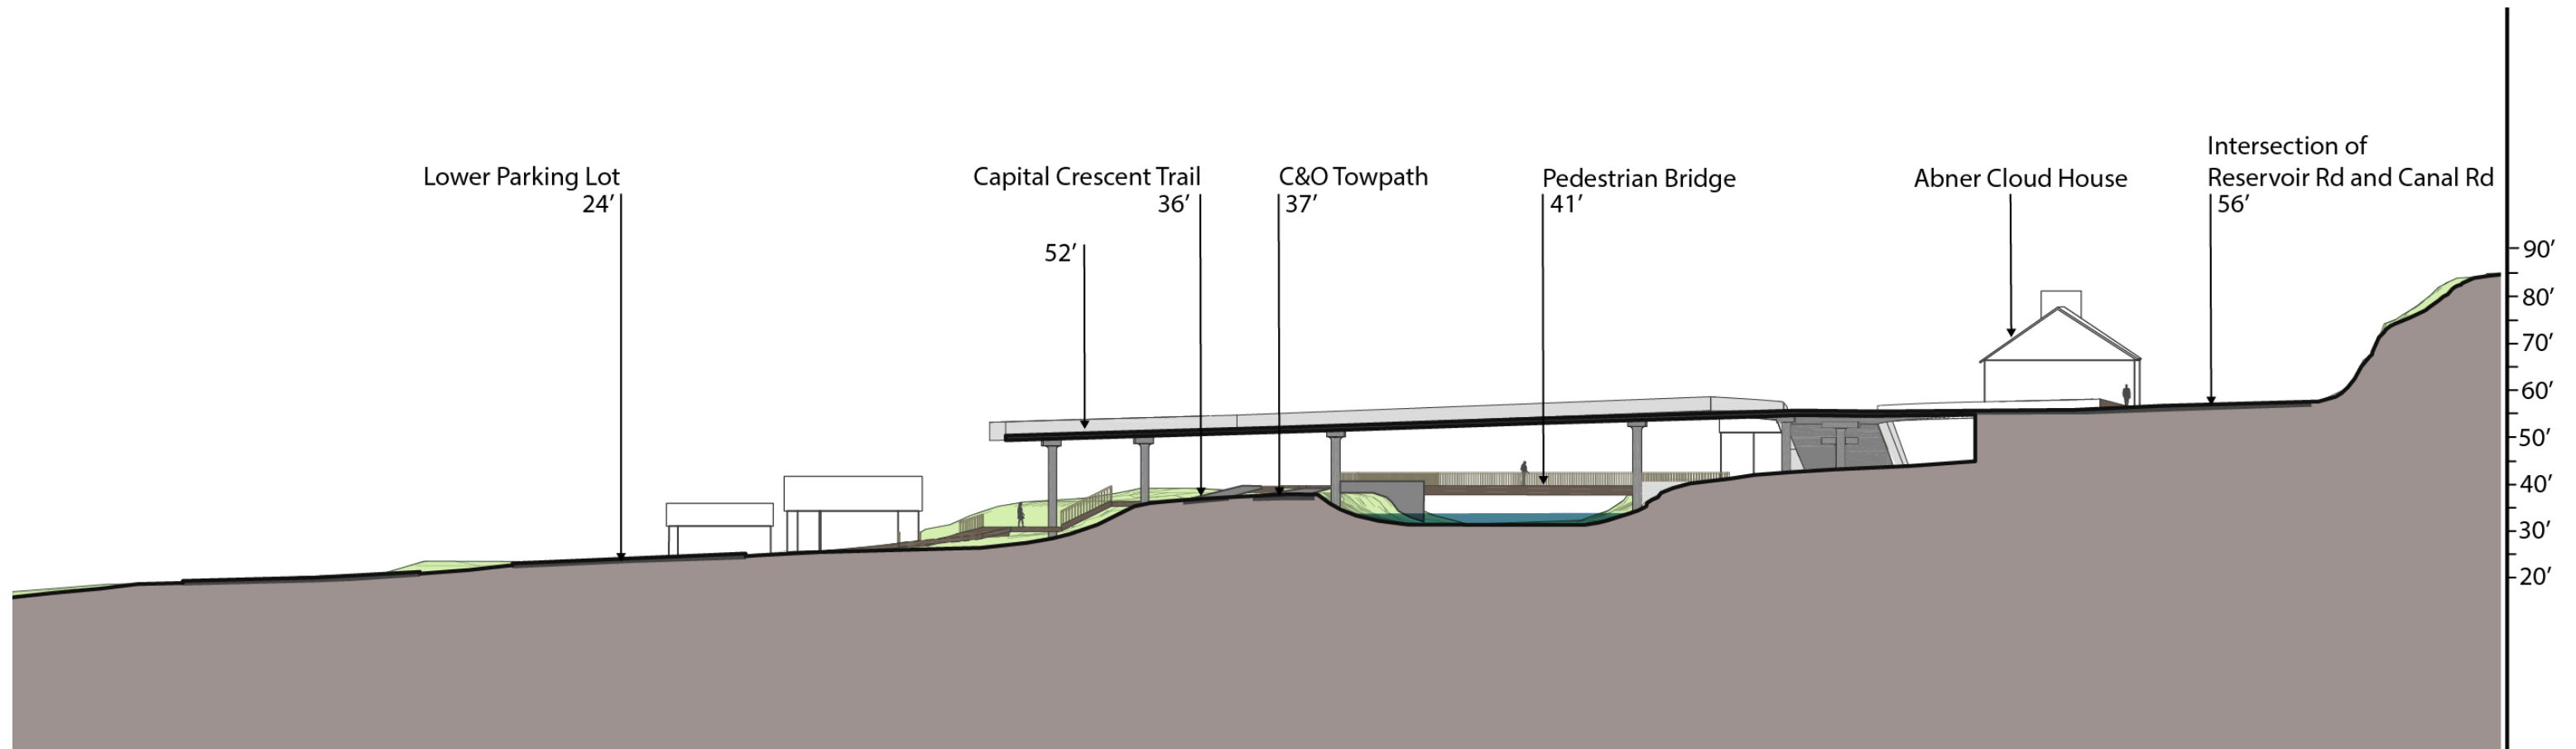 Lower Parking Lot
24’
Capital Crescent Trail
36’
52’
C&O Towpath
37’
Pedestrian Bridge
41’
Abner Cloud House
Intersection of
Reservoir Rd and Canal Rd
56’
90’
80’
70’
60’
50’
40’
30’
20’